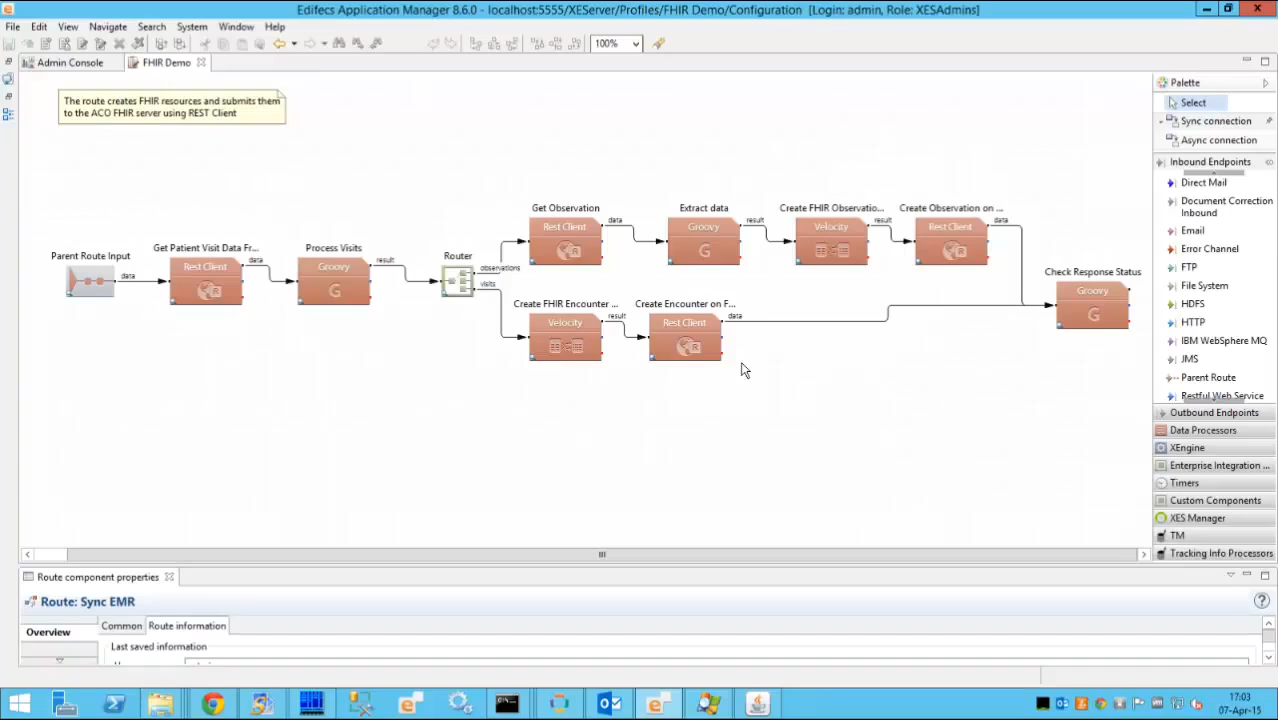 Edifecs Application Manager 8.6.0 - localhost:5555/XEServer/Profiles/FHIR Demo/Configuration [Login: admin, Role: XESAdmins]
File Edit View Navigate Search System Window Help
100%
Admin Console FHIR Demo
The route creates FHIR resources and submits them
to the ACO FHIR server using REST Client
Get Observation Extract data Create FHIR Observatio... Create Observation on ...
Rest Client data Groovy result Velocity result Rest Client data
G
Parent Route Input Get Patient Visit Data Fr... Process Visits Router
data Rest Client data Groovy result observations
G visits
Check Response Status
Groovy
G
Create FHIR Encounter ... Create Encounter on F...
Velocity result Rest Client data
Palette
Select
Sync connection
Async connection
Inbound Endpoints
Direct Mail
Document Correction
Inbound
Email
Error Channel
FTP
File System
HDFS
HTTP
IBM WebSphere MQ
JMS
Parent Route
Restful Web Service
Outbound Endpoints
Data Processors
XEngine
Enterprise Integration ...
Timers
Custom Components
XES Manager
TM
Tracking Info Processors
Route component properties
Route: Sync EMR
Overview
Common Route information
Last saved information
17:03
07-Apr-15